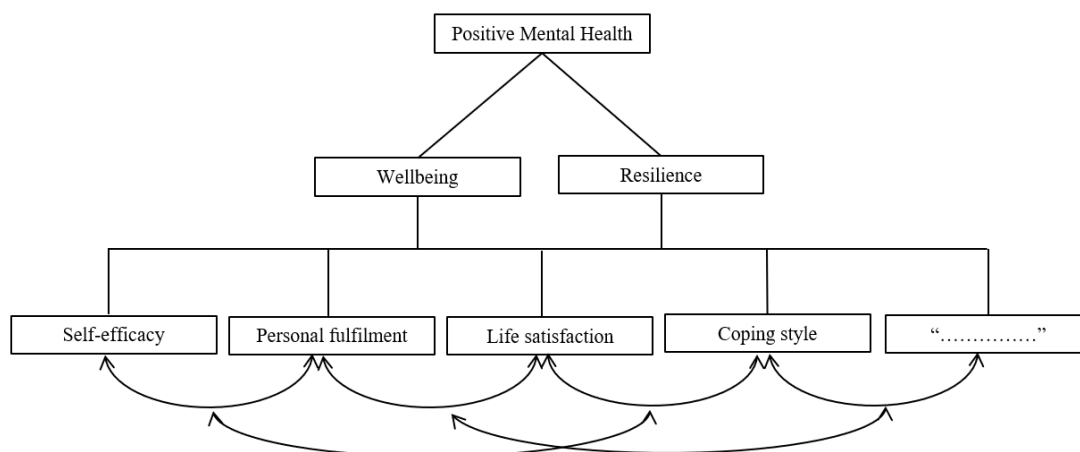 Positive Mental Health
Wellbeing
Resilience
Self-efficacy
Personal fulfilment
Life satisfaction
Coping style
“……………”